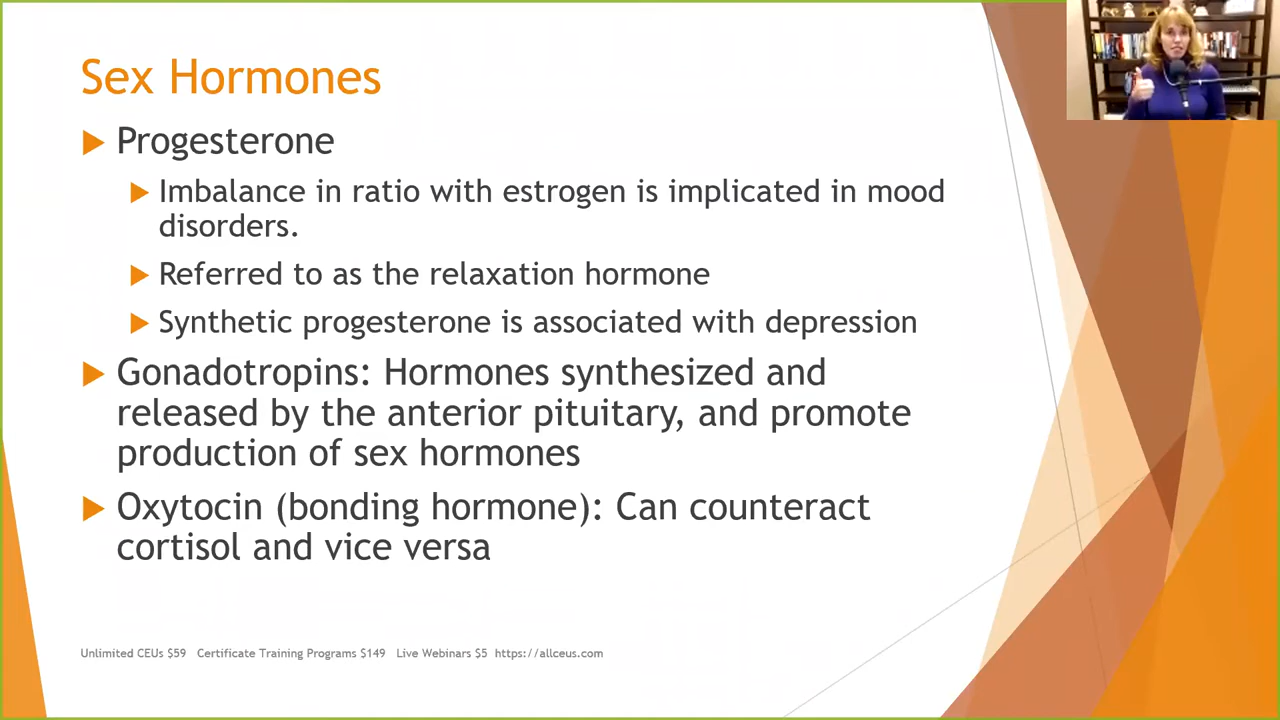 Sex Hormones
Progesterone
Imbalance in ratio with estrogen is implicated in mood
disorders.
Referred to as the relaxation hormone
Synthetic progesterone is associated with depression
Gonadotropins: Hormones synthesized and
released by the anterior pituitary, and promote
production of sex hormones
Oxytocin (bonding hormone): Can counteract
cortisol and vice versa
Unlimited CEUs $59 Certificate Training Programs $149 Live Webinars $5 https://allceus.com